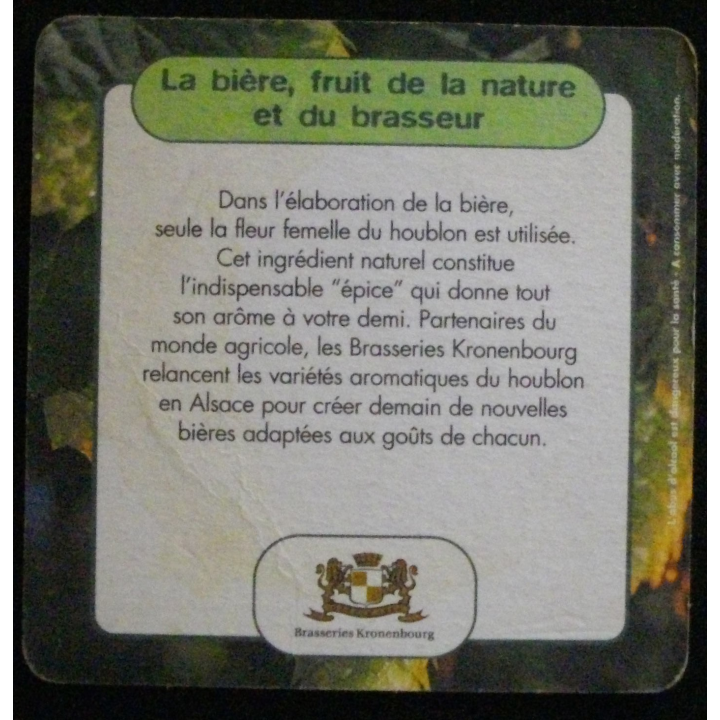 La bière, fruit de la nature
et du brasseur
Dans l'élaboration de la bière,
seule la fleur femelle du houblon est utilisée.
Cet ingrédient naturel constitue
l'indispensable "épice" qui donne tout
son arôme à votre demi. Partenaires du
monde agricole, les Brasseries Kronenbourg
relancent les variétés aromatiques du houblon
en Alsace pour créer demain de nouvelles
bières adaptées aux goûts de chacun.
Brasseries Kronenbourg
L'abus d'alcool est dangereux pour la santé - A consommer avec modération.